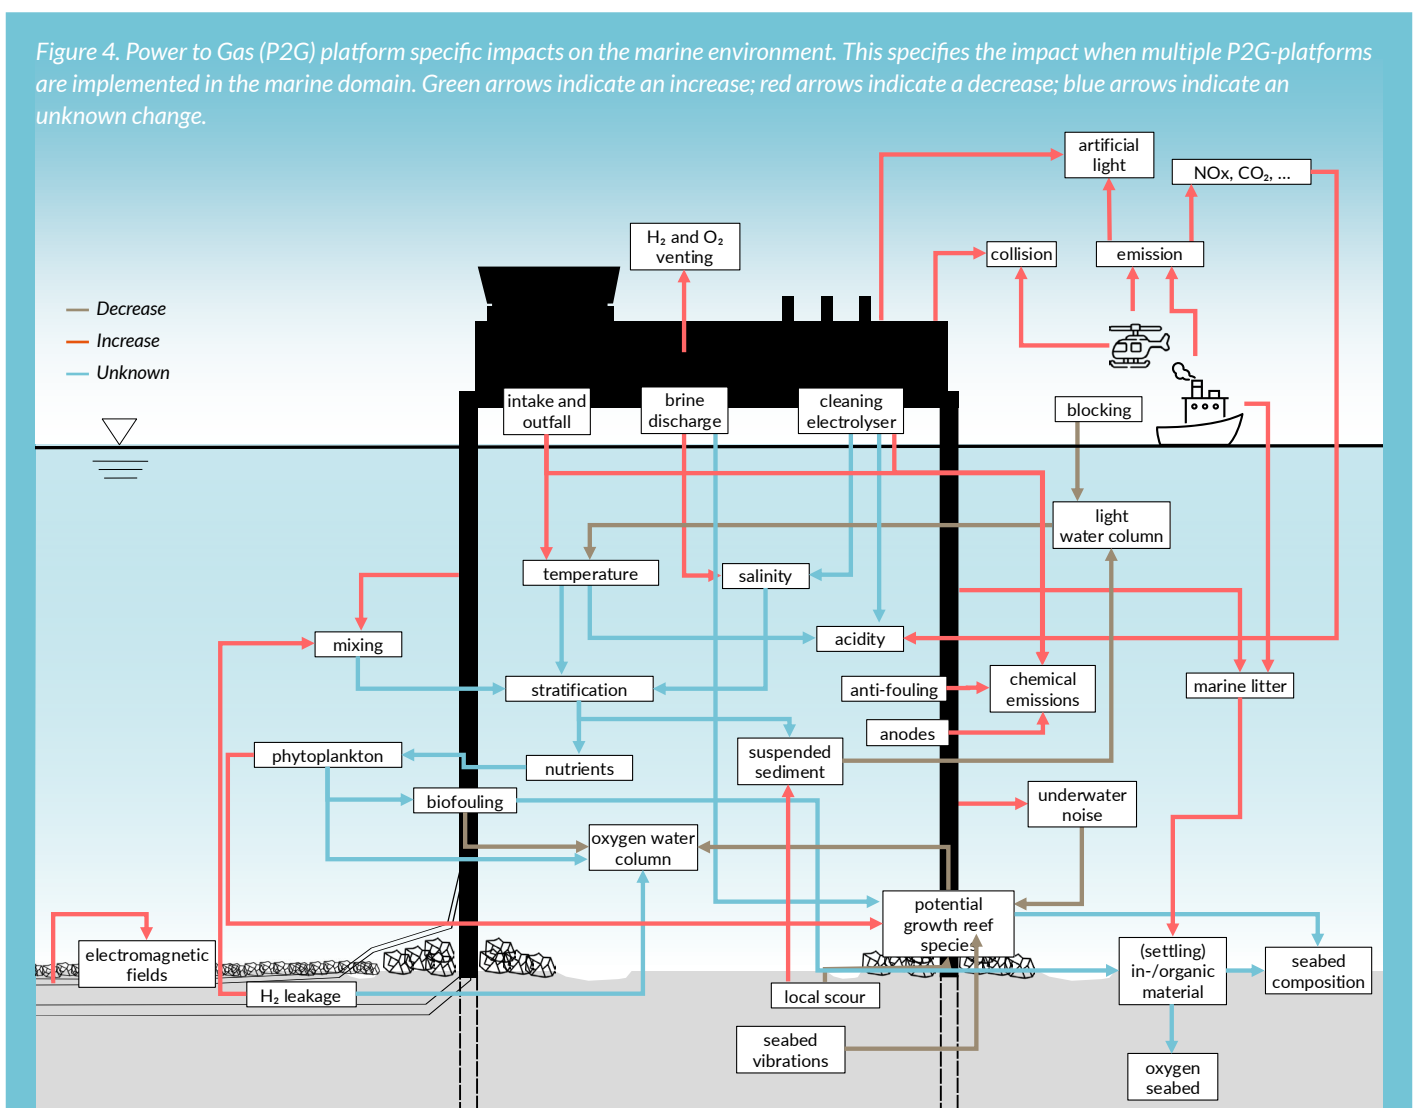 Figure 4. Power to Gas (P2G) platform specific impacts on the marine environment. This specifies the impact when multiple P2G-platforms
are implemented in the marine domain. Green arrows indicate an increase; red arrows indicate a decrease; blue arrows indicate an
unknown change.
artificial
light
NOx, CO₂, ...
H₂ and O₂
venting
collision
emission
Decrease
Increase
Unknown
intake and
outfall
brine
discharge
cleaning
electrolyser
blocking
light
water column
temperature
salinity
mixing
acidity
stratification
anti-fouling
chemical
emissions
marine litter
anodes
phytoplankton
nutrients
suspended
sediment
biofouling
underwater
noise
oxygen water
column
potential
growth reef
species
electromagnetic
fields
(settling)
in-/organic
material
seabed
composition
H₂ leakage
local scour
seabed
vibrations
oxygen
seabed